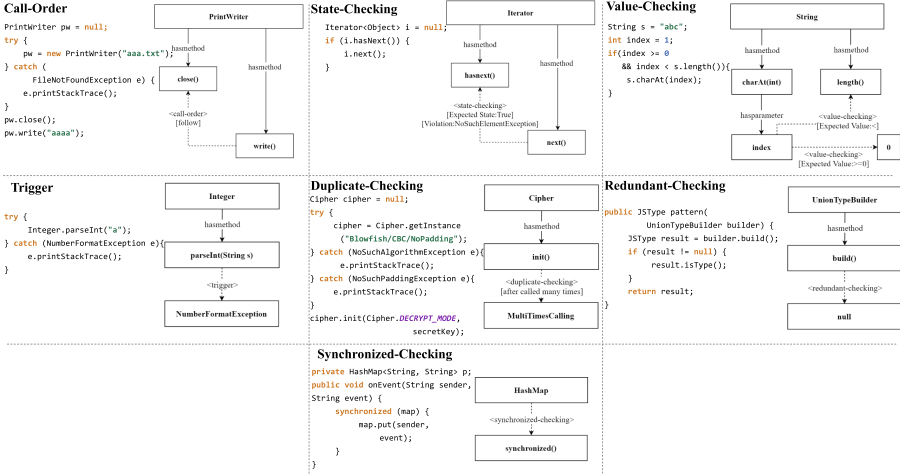 Call-Order
PrintWriter pw = null;
try {
pw = new PrintWriter("aaa.txt");
} catch (
FileNotFoundException e) {
e.printStackTrace();
}
pw.close();
pw.write("aaaa");
PrintWriter
hasmethod
close()
hasmethod
<call-order>
[follow]
write()
State-Checking
Iterator<Object> i = null;
if (i.hasNext()) {
i.next();
}
Iterator
hasmethod
hasnext()
hasmethod
<state-checking>
[Expected State:True]
[Violation:NoSuchElementException]
next()
Value-Checking
String s = "abc";
int index = 1;
if(index >= 0
&& index < s.length()){
s.charAt(index);
}
String
hasmethod
hasmethod
charAt(int)
length()
hasparameter
<value-checking>
[Expected Value:<]
index
0
<value-checking>
[Expected Value:>=0]
Trigger
try {
Integer.parseInt("a");
} catch (NumberFormatException e){
e.printStackTrace();
}
Integer
hasmethod
parseInt(String s)
<trigger>
NumberFormatException
Duplicate-Checking
Cipher cipher = null;
try {
cipher = Cipher.getInstance
("Blowfish/CBC/NoPadding");
} catch (NoSuchAlgorithmException e){
e.printStackTrace();
} catch (NoSuchPaddingException e){
e.printStackTrace();
}
cipher.init(Cipher.DECRYPT_MODE,
secretKey);
Cipher
hasmethod
init()
<duplicate-checking>
[after called many times]
MultiTimesCalling
Redundant-Checking
public JSType pattern(
UnionTypeBuilder builder) {
JSType result = builder.build();
if (result != null) {
result.isType();
}
return result;
}
UnionTypeBuilder
hasmethod
build()
<redundant-checking>
null
Synchronized-Checking
private HashMap<String, String> p;
public void onEvent(String sender,
String event) {
synchronized (map) {
map.put(sender,
event);
}
}
HashMap
<synchronized-checking>
synchronized()